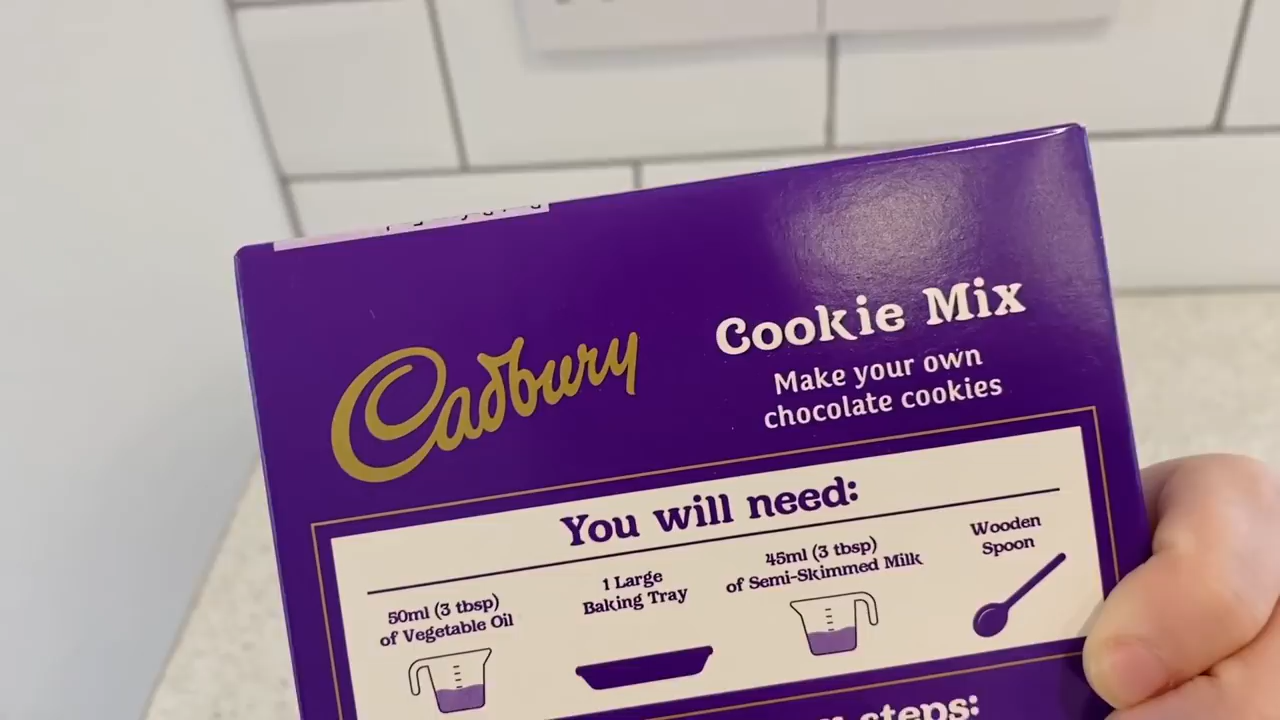 Cadbury
Cookie Mix
Make your own
chocolate cookies
You will need:
50ml (3 tbsp)
of Vegetable Oil
1 Large
Baking Tray
45ml (3 tbsp)
of Semi-Skimmed Milk
Wooden
Spoon
steps: